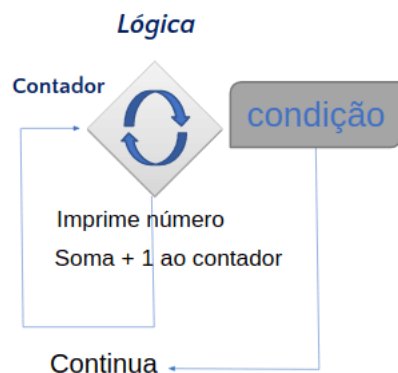 Lógica
Contador
condição
Imprime número
Soma + 1 ao contador
Continua